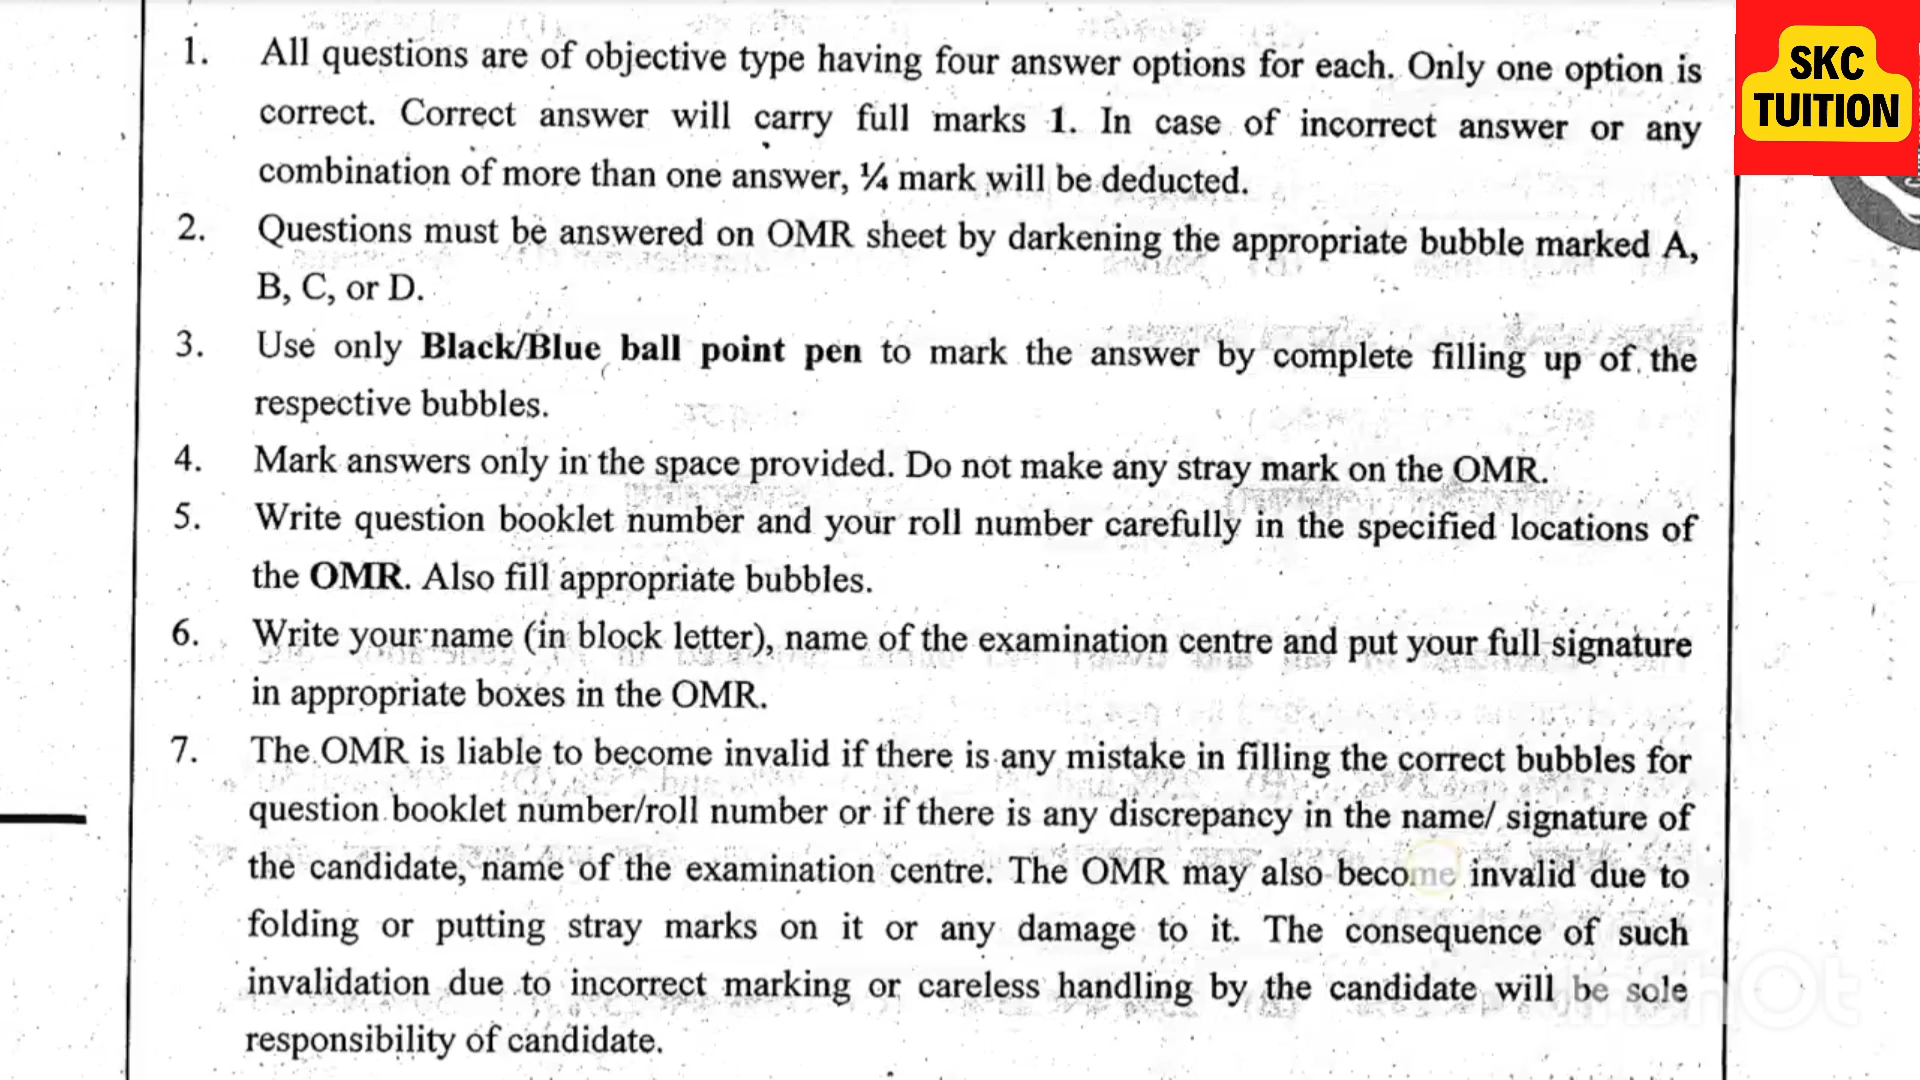 SKC
TUITION
1. All questions are of objective type having four answer options for each. Only one option is
correct. Correct answer will carry full marks 1. In case of incorrect answer or any
combination of more than one answer, ¼ mark will be deducted.
2. Questions must be answered on OMR sheet by darkening the appropriate bubble marked A,
B, C, or D.
3. Use only Black/Blue ball point pen to mark the answer by complete filling up of the
respective bubbles.
4. Mark answers only in the space provided. Do not make any stray mark on the OMR.
5. Write question booklet number and your roll number carefully in the specified locations of
the OMR. Also fill appropriate bubbles.
6. Write your name (in block letter), name of the examination centre and put your full signature
in appropriate boxes in the OMR.
7. The OMR is liable to become invalid if there is any mistake in filling the correct bubbles for
question booklet number/roll number or if there is any discrepancy in the name/ signature of
the candidate, name of the examination centre. The OMR may also become invalid due to
folding or putting stray marks on it or any damage to it. The consequence of such
invalidation due to incorrect marking or careless handling by the candidate will be sole
responsibility of candidate.
InShOt